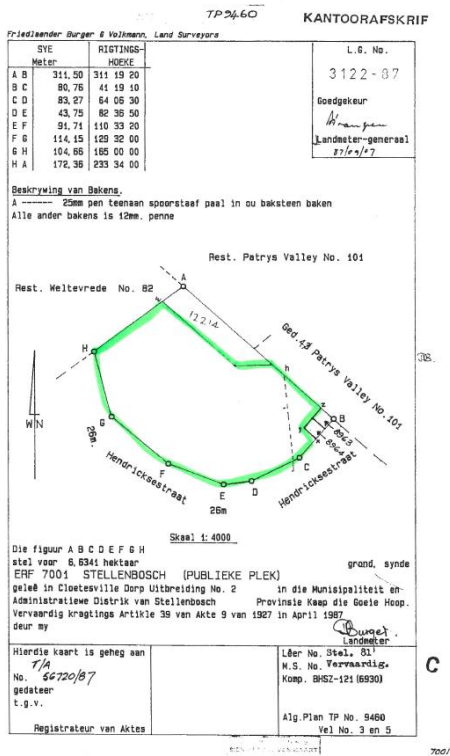 TP9460
KANTOORAFSKRIF
Friedlaender Burger & Volkmann, Land Surveyors
SYE RIGTINGS-
Meter HOEKE
A B 311,50 311 19 20
B C 80,76 41 19 10
C D 83,27 64 06 30
D E 43,75 82 36 50
E F 91,71 110 33 20
F G 114,15 129 32 00
G H 104,66 165 00 00
H A 172,36 233 34 00
L.G. No.
3122-87
Goedgekeur
Landmeter-generaal
Beskrywing van Bakens.
A ------ 25mm pen teenaan spoorstaaf paal in ou baksteen baken
Alle ander bakens is 12mm. penne
Rest. Patrys Valley No. 101
Rest. Weltevrede No. 82
A
w
12214
Ged.43 Patrys Valley No.101
H
h
z
B
G
8963
8964
y
x
W N
26m.
Hendricksestraat
F
C
Hendricksestraat
E
D
26m
Skaal 1: 4000
Die figuur A B C D E F G H
stel voor 6,6341 hektaar grond, synde
ERF 7001 STELLENBOSCH (PUBLIEKE PLEK)
geleë in Cloetesville Dorp Uitbreiding No. 2 in die Munisipaliteit en
Administratiewe Distrik van Stellenbosch Provinsie Kaap die Goeie Hoop.
Vervaardig kragtings Artikle 39 van Akte 9 van 1927 in April 1987
deur my
Landmeter
Hierdie kaart is geheg aan
T/A
No. 56720/87
gedateer
t.g.v.
Registrateur van Aktes
Lêer No. Stel. 81
M.S. No. Vervaardig.
Komp. BHSZ-121 (6930)
Alg.Plan TP No. 9460
Vel No. 3 en 5
C
7001